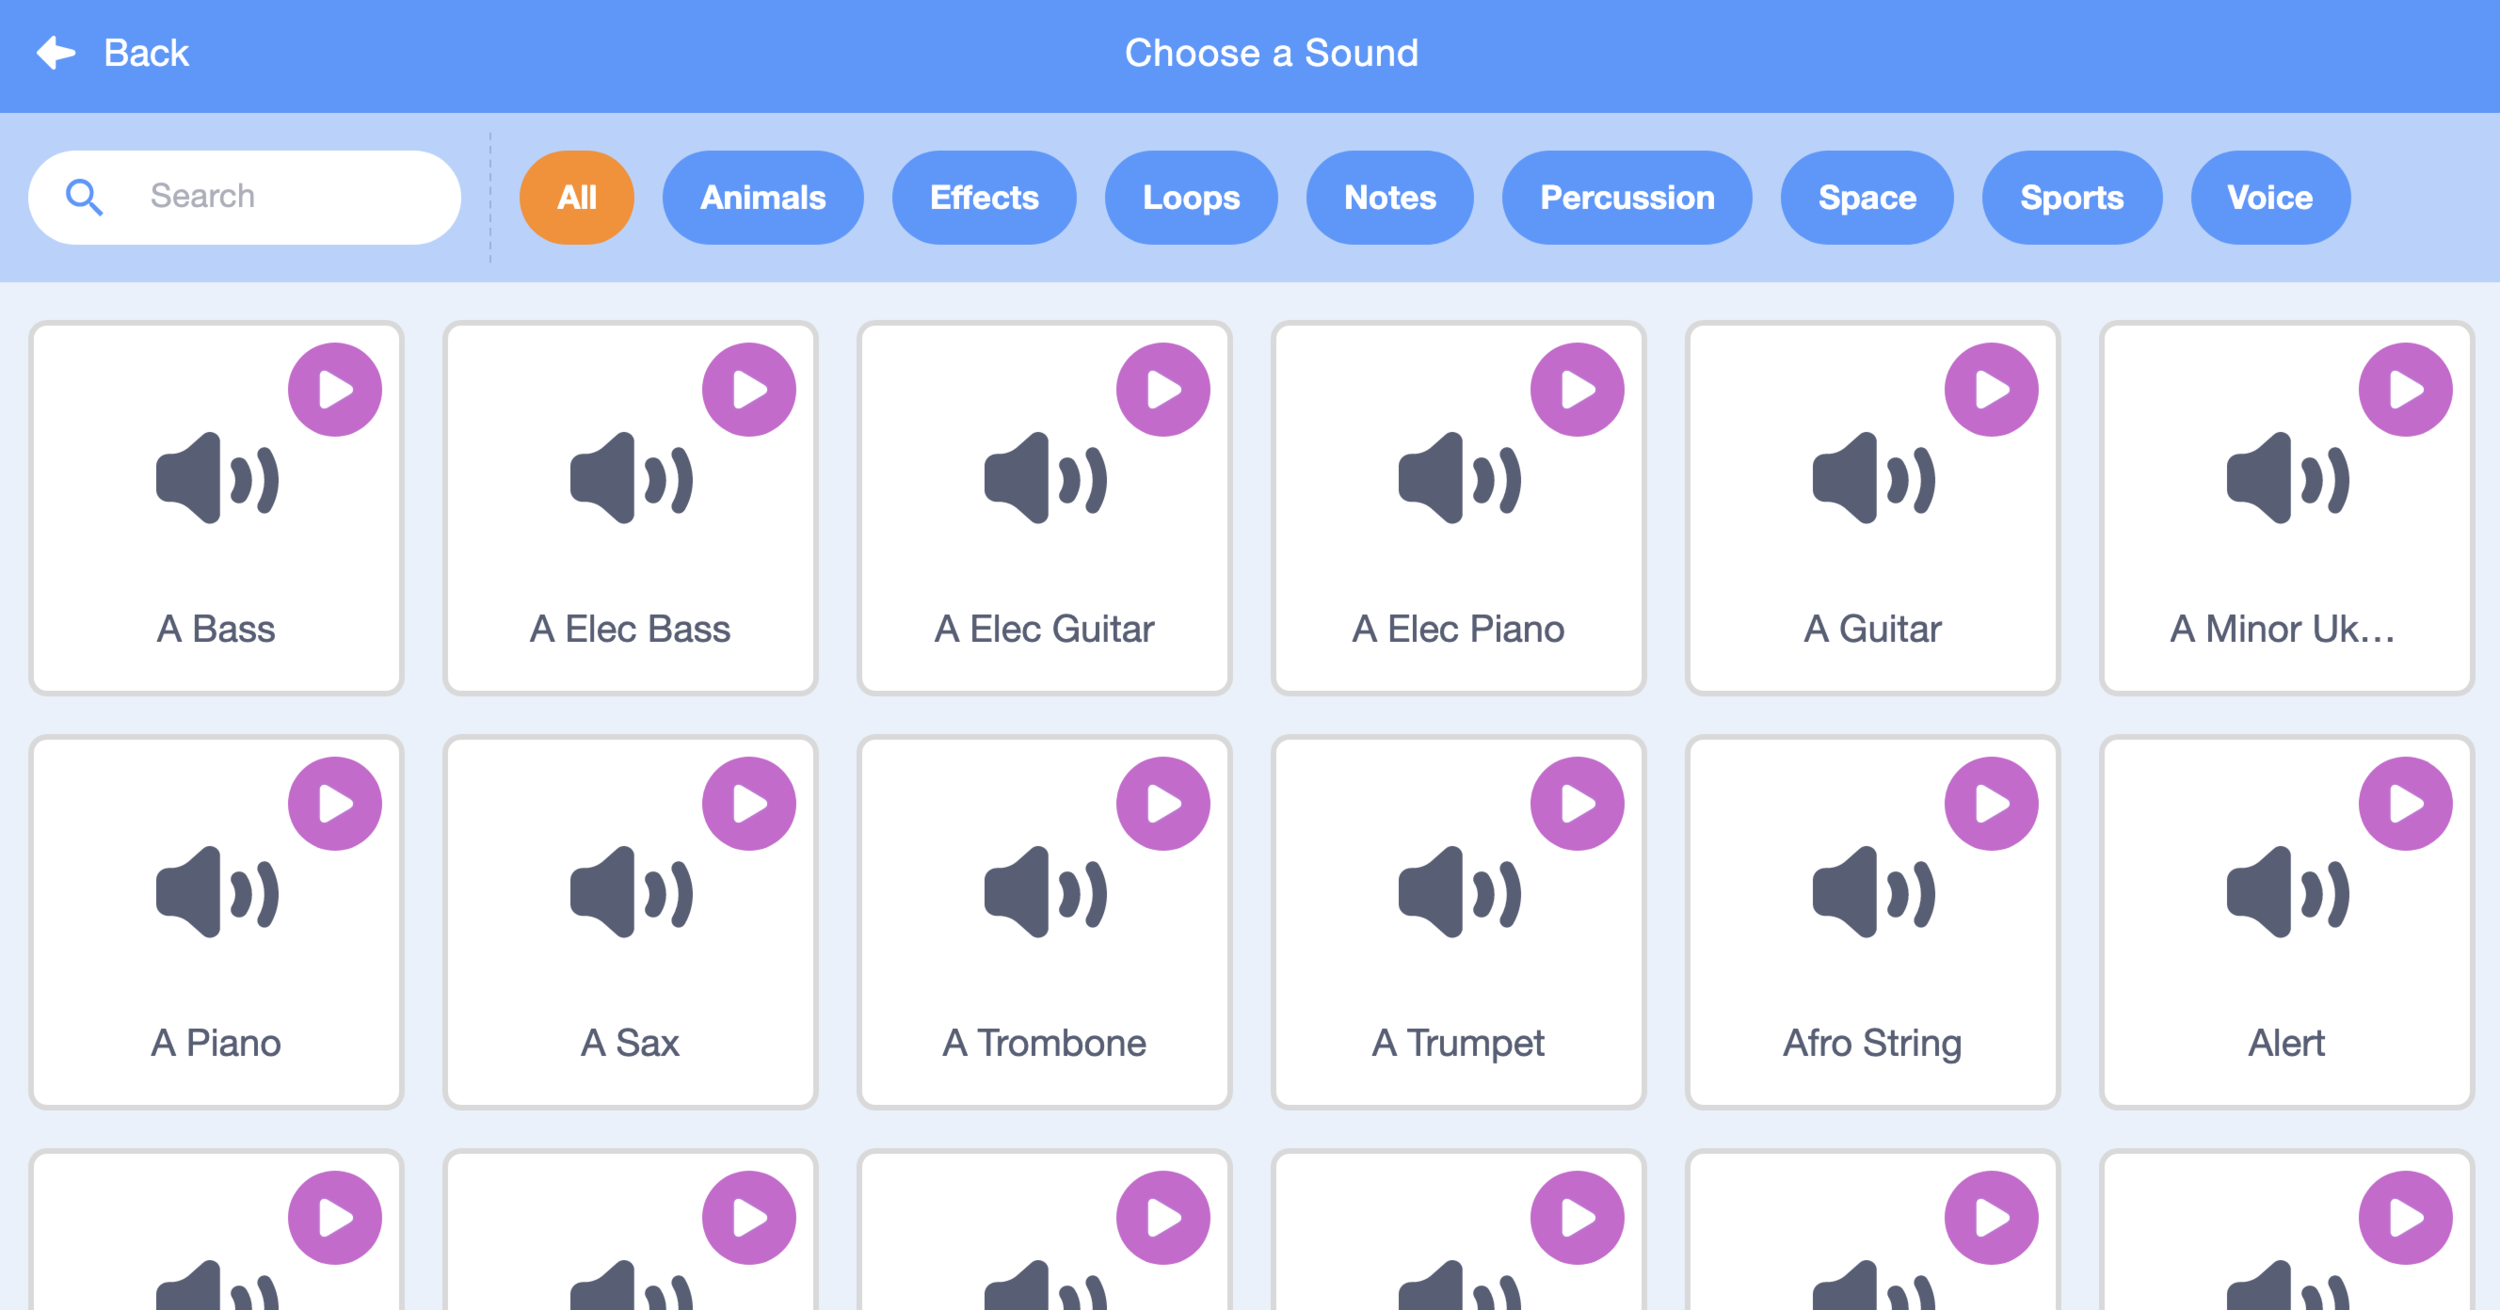 Back
Choose a Sound
Search
All
Animals
Effects
Loops
Notes
Percussion
Space
Sports
Voice
A Bass
A Elec Bass
A Elec Guitar
A Elec Piano
A Guitar
A Minor Uk...
A Piano
A Sax
A Trombone
A Trumpet
Afro String
Alert